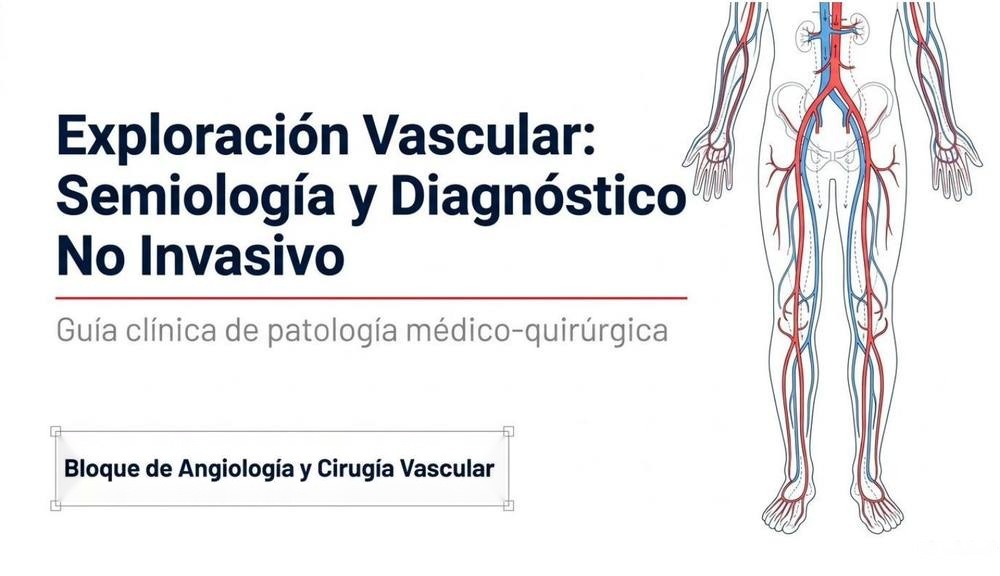 Exploración Vascular:
Semiología y Diagnóstico
No Invasivo
Guía clínica de patología médico-quirúrgica
Bloque de Angiología y Cirugía Vascular